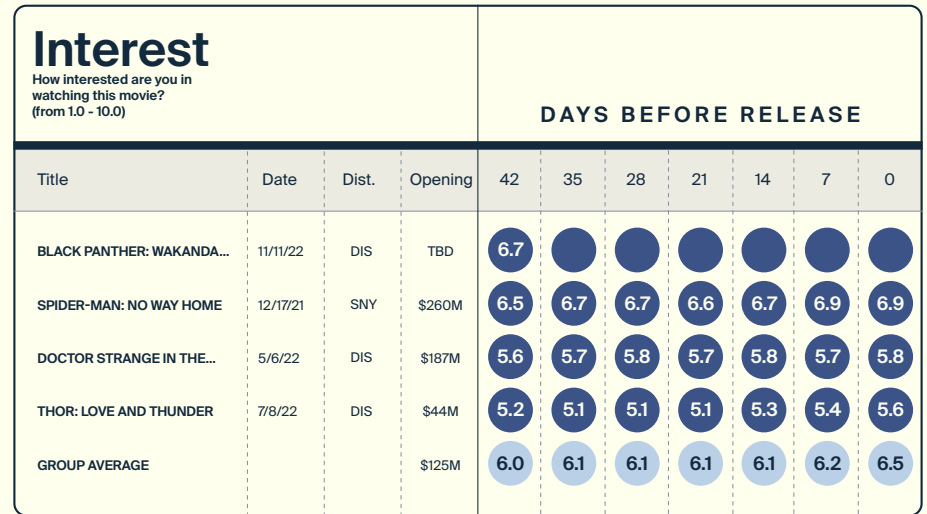 Interest
How interested are you in
watching this movie?
(from 1.0 - 10.0)
DAYS BEFORE RELEASE
Title Date Dist. Opening 42 35 28 21 14 7 0
BLACK PANTHER: WAKANDA... 11/11/22 DIS TBD 6.7
SPIDER-MAN: NO WAY HOME 12/17/21 SNY $260M 6.5 6.7 6.7 6.6 6.7 6.9 6.9
DOCTOR STRANGE IN THE... 5/6/22 DIS $187M 5.6 5.7 5.8 5.7 5.8 5.7 5.8
THOR: LOVE AND THUNDER 7/8/22 DIS $44M 5.2 5.1 5.1 5.1 5.3 5.4 5.6
GROUP AVERAGE $125M 6.0 6.1 6.1 6.1 6.1 6.2 6.5